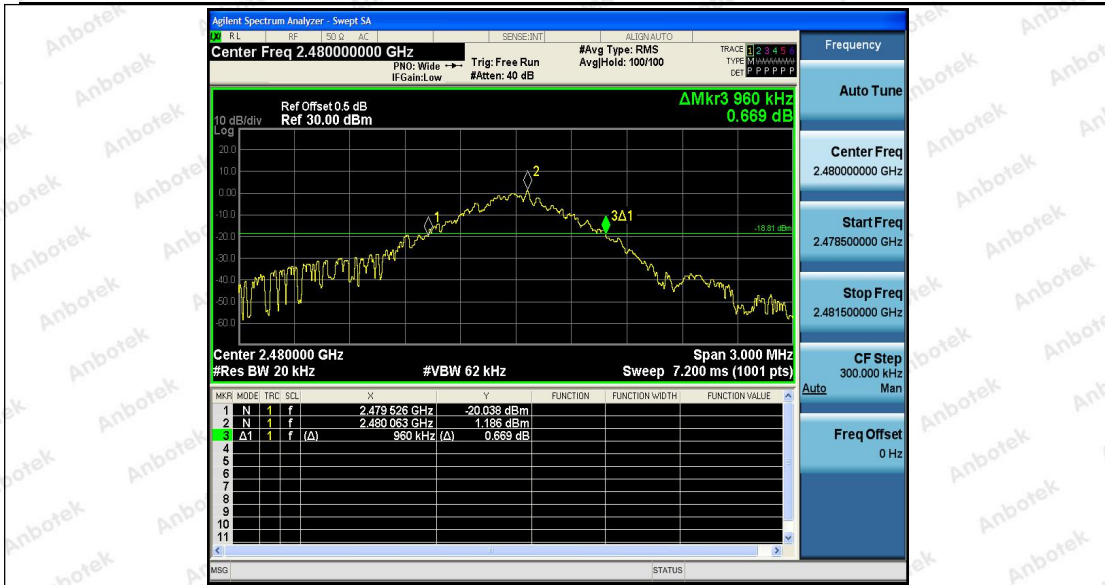 Agilent Spectrum Analyzer - Swept SA
RL RF 50 Ω AC SENSE:INT ALIGNAUTO
Center Freq 2.480000000 GHz
PNO: Wide
IFGain:Low
Trig: Free Run
#Atten: 40 dB
#Avg Type: RMS
Avg|Hold: 100/100
TRACE 1 2 3 4 5 6
TYPE M
DET P P P P P P
ΔMkr3 960 kHz
0.669 dB
Ref Offset 0.5 dB
10 dB/div Ref 30.00 dBm
Log
20.0
10.0
0.00
-10.0
-20.0
-30.0
-40.0
-50.0
-60.0
1
2
3Δ1
-18.81 dBm
Center 2.480000 GHz Span 3.000 MHz
#Res BW 20 kHz #VBW 62 kHz Sweep 7.200 ms (1001 pts)
MKR MODE TRC SCL X Y FUNCTION FUNCTION WIDTH FUNCTION VALUE
1 N 1 f 2.479 526 GHz -20.038 dBm
2 N 1 f 2.480 063 GHz 1.186 dBm
3 Δ1 1 f (Δ) 960 kHz (Δ) 0.669 dB
4
5
6
7
8
9
10
11
MSG STATUS
Frequency
Auto Tune
Center Freq
2.480000000 GHz
Start Freq
2.478500000 GHz
Stop Freq
2.481500000 GHz
CF Step
300.000 kHz
Auto Man
Freq Offset
0 Hz
Anbotek